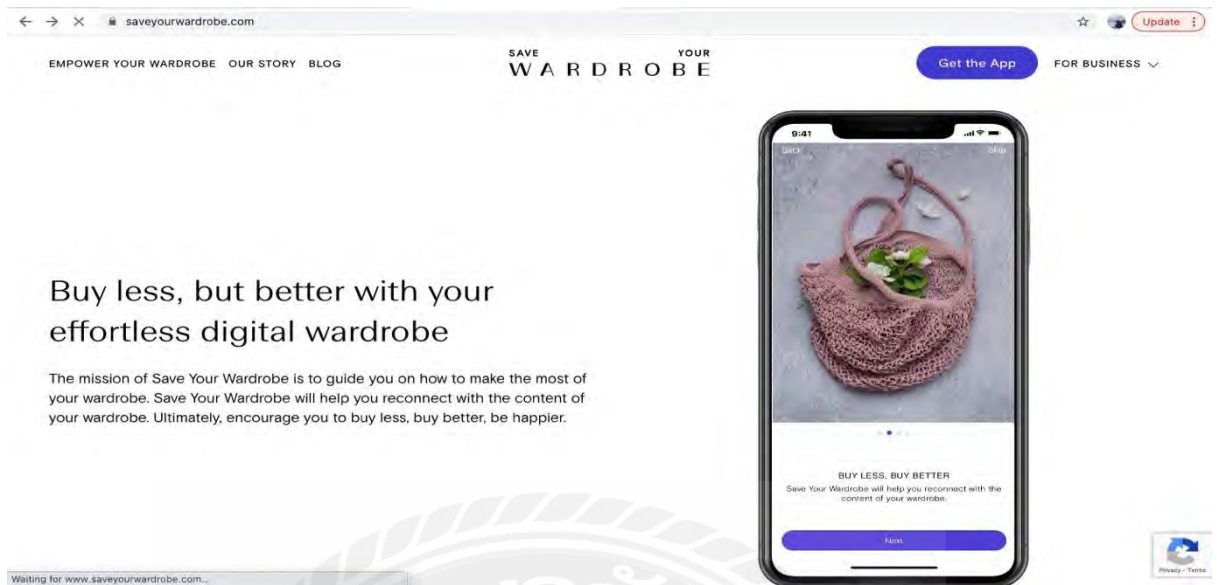 saveyourwardrobe.com
Update
EMPOWER YOUR WARDROBE OUR STORY BLOG
SAVE YOUR
WARDROBE
Get the App
FOR BUSINESS
9:41
Back
Skip
Buy less, but better with your
effortless digital wardrobe
The mission of Save Your Wardrobe is to guide you on how to make the most of
your wardrobe. Save Your Wardrobe will help you reconnect with the content of
your wardrobe. Ultimately, encourage you to buy less, buy better, be happier.
BUY LESS, BUY BETTER
Save Your Wardrobe will help you reconnect with the
content of your wardrobe.
Next
Privacy - Terms
Waiting for www.saveyourwardrobe.com...